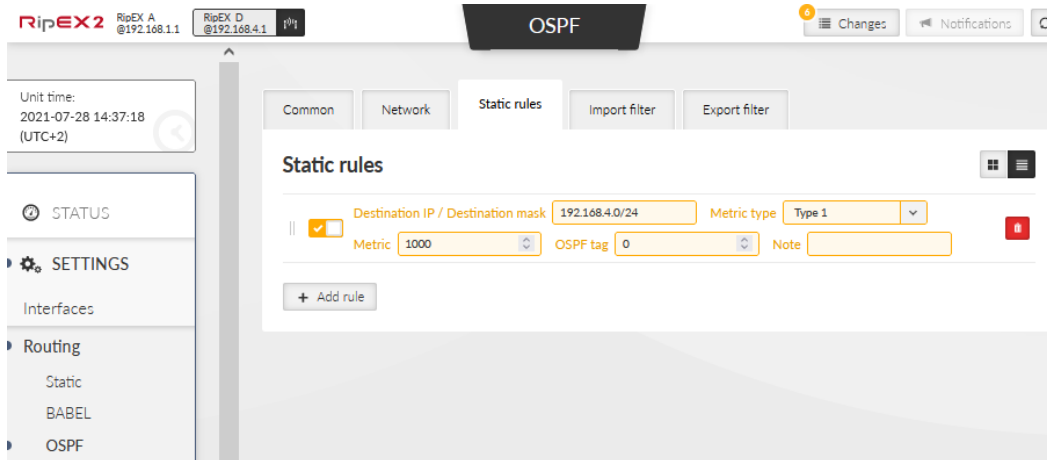 RipEX2
RipEX A
@192.168.1.1
RipEX D
@192.168.4.1
OSPF
6
Changes
Notifications
Unit time:
2021-07-28 14:37:18
(UTC+2)
Common
Network
Static rules
Import filter
Export filter
Static rules
Destination IP / Destination mask 192.168.4.0/24 Metric type Type 1
Metric 1000 OSPF tag 0 Note
+ Add rule
STATUS
SETTINGS
Interfaces
Routing
Static
BABEL
OSPF